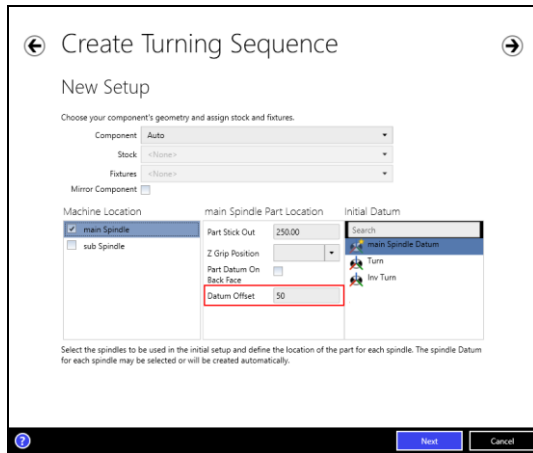 Create Turning Sequence
New Setup
Choose your component's geometry and assign stock and fixtures.
Component Auto
Stock <None>
Fixtures <None>
Mirror Component
Machine Location main Spindle Part Location Initial Datum
main Spindle
sub Spindle
Part Stick Out 250.00
Z Grip Position
Part Datum On
Back Face
Datum Offset 50
Search
main Spindle Datum
Turn
Inv Turn
Select the spindles to be used in the initial setup and define the location of the part for each spindle. The spindle Datum
for each spindle may be selected or will be created automatically.
? Next Cancel